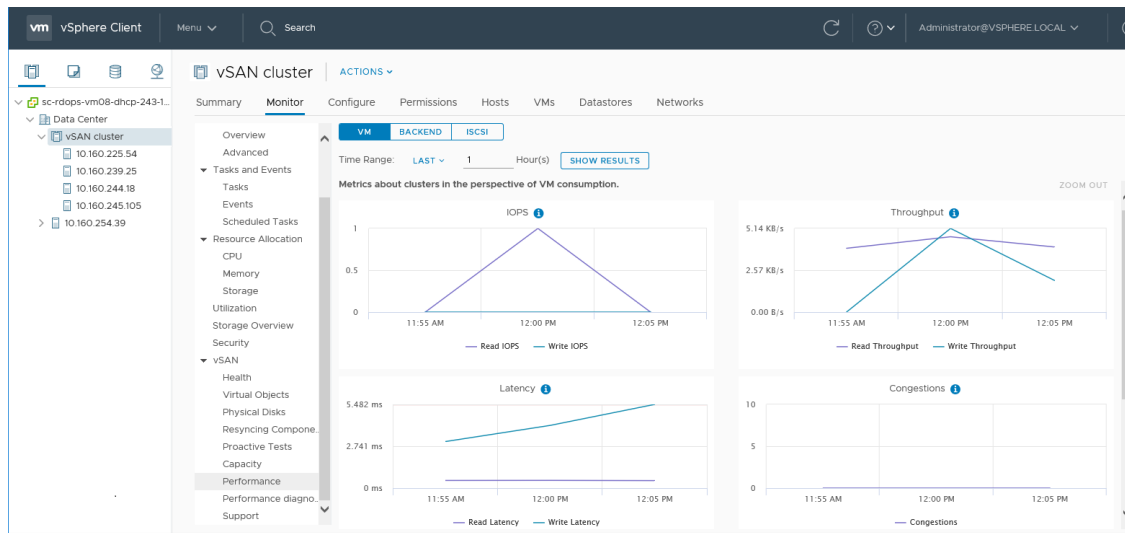 vm vSphere Client Menu Search Administrator@VSPHERE.LOCAL
vSAN cluster ACTIONS
Summary Monitor Configure Permissions Hosts VMs Datastores Networks
sc-rdops-vm08-dhcp-243-1...
Data Center
vSAN cluster
10.160.225.54
10.160.239.25
10.160.244.18
10.160.245.105
10.160.254.39
Overview
Advanced
Tasks and Events
Tasks
Events
Scheduled Tasks
Resource Allocation
CPU
Memory
Storage
Utilization
Storage Overview
Security
vSAN
Health
Virtual Objects
Physical Disks
Resyncing Compone...
Proactive Tests
Capacity
Performance
Performance diagno...
Support
VM BACKEND ISCSI
Time Range: LAST 1 Hour(s) SHOW RESULTS
Metrics about clusters in the perspective of VM consumption. ZOOM OUT
IOPS
1
0.5
0
11:55 AM 12:00 PM 12:05 PM
Read IOPS Write IOPS
Throughput
5.14 KB/s
2.57 KB/s
0.00 B/s
11:55 AM 12:00 PM 12:05 PM
Read Throughput Write Throughput
Latency
5.482 ms
2.741 ms
0 ms
11:55 AM 12:00 PM 12:05 PM
Read Latency Write Latency
Congestions
10
5
0
11:55 AM 12:00 PM 12:05 PM
Congestions